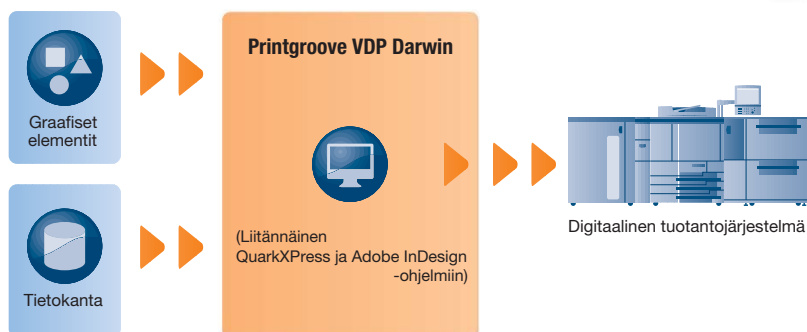 Graafiset
elementit
Tietokanta
Printgroove VDP Darwin
(Liitännäinen
QuarkXPress ja Adobe InDesign
-ohjelmiin)
Digitaalinen tuotantojärjestelmä